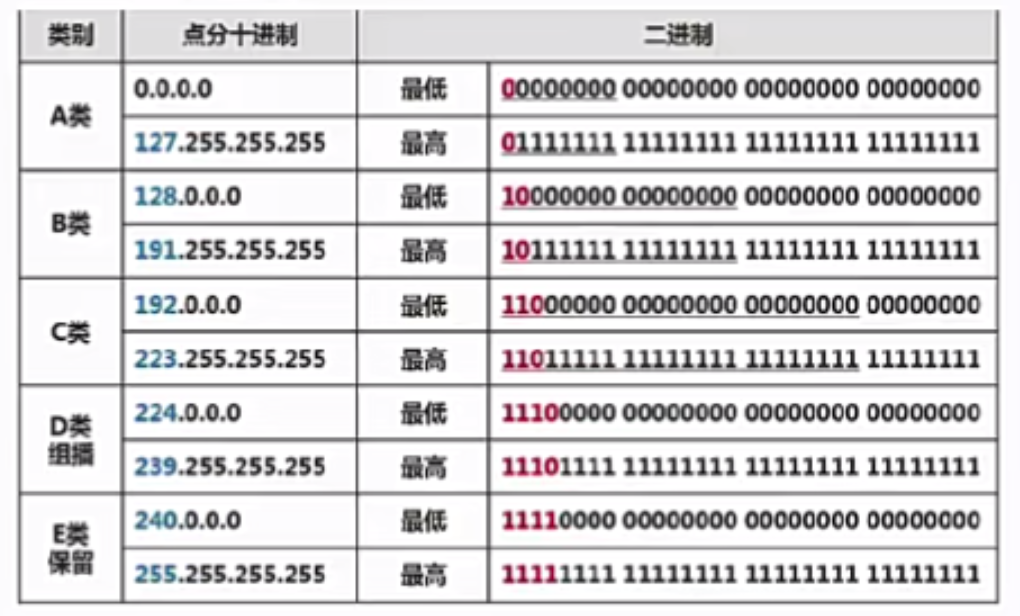 类别 点分十进制 二进制
A类 0.0.0.0 最低 00000000 00000000 00000000 00000000
127.255.255.255 最高 01111111 11111111 11111111 11111111
B类 128.0.0.0 最低 10000000 00000000 00000000 00000000
191.255.255.255 最高 10111111 11111111 11111111 11111111
C类 192.0.0.0 最低 11000000 00000000 00000000 00000000
223.255.255.255 最高 11011111 11111111 11111111 11111111
D类 组播 224.0.0.0 最低 11100000 00000000 00000000 00000000
239.255.255.255 最高 11101111 11111111 11111111 11111111
E类 保留 240.0.0.0 最低 11110000 00000000 00000000 00000000
255.255.255.255 最高 11111111 11111111 11111111 11111111